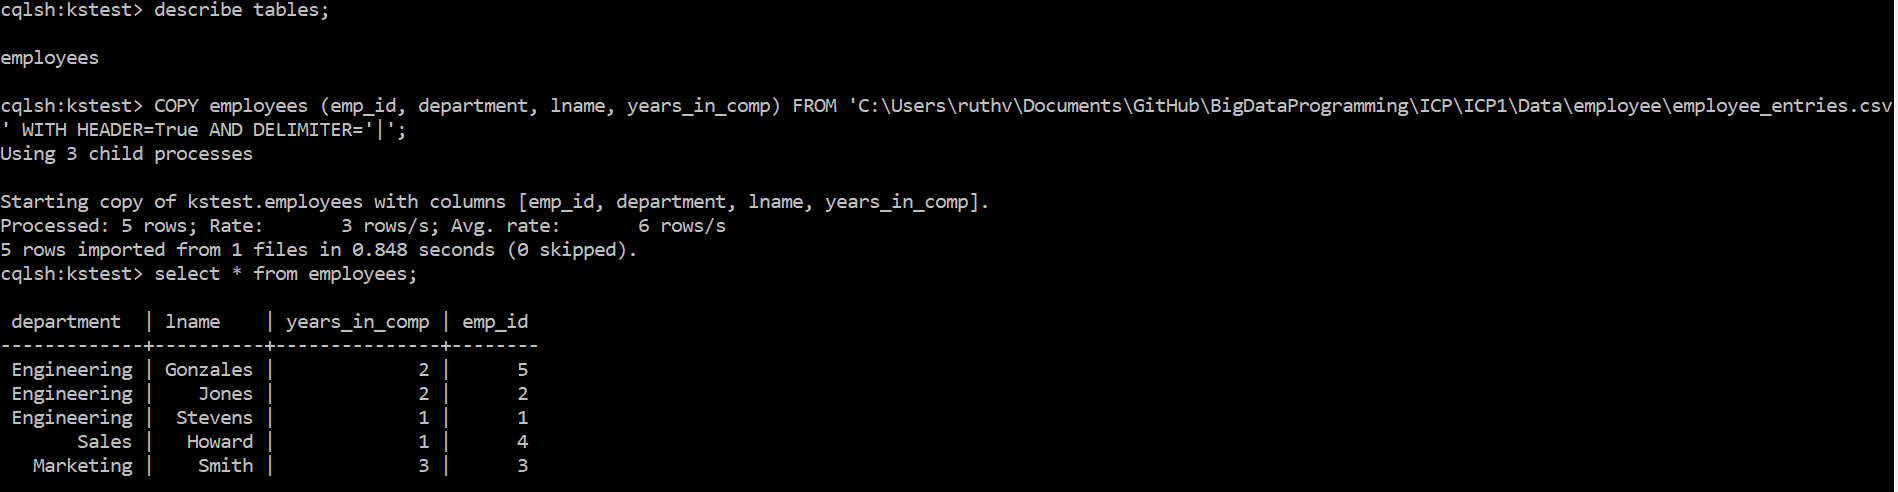 cqlsh:kstest> describe tables;
employees
cqlsh:kstest> COPY employees (emp_id, department, lname, years_in_comp) FROM 'C:\Users\ruthv\Documents\GitHub\BigDataProgramming\ICP\ICP1\Data\employee\employee_entries.csv
' WITH HEADER=True AND DELIMITER='|';
Using 3 child processes
Starting copy of kstest.employees with columns [emp_id, department, lname, years_in_comp].
Processed: 5 rows; Rate:       3 rows/s; Avg. rate:       6 rows/s
5 rows imported from 1 files in 0.848 seconds (0 skipped).
cqlsh:kstest> select * from employees;
 department  | lname    | years_in_comp | emp_id
-------------+----------+---------------+--------
 Engineering | Gonzales |             2 |      5
 Engineering |    Jones |             2 |      2
 Engineering |  Stevens |             1 |      1
       Sales |   Howard |             1 |      4
   Marketing |    Smith |             3 |      3